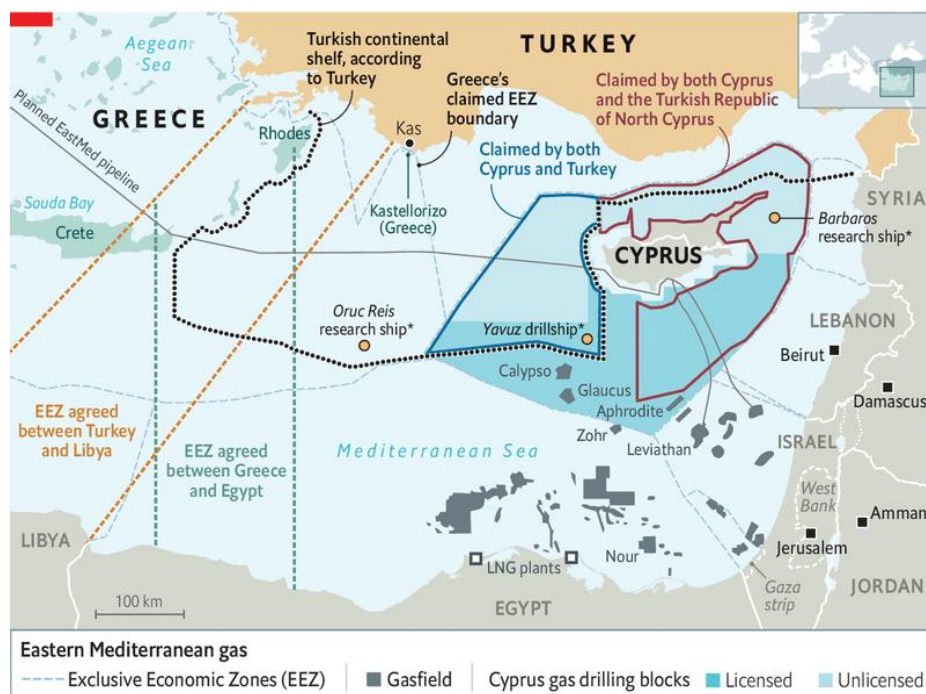 Aegean
Sea
Turkish continental
shelf, according
to Turkey
TURKEY
Greece's
claimed EEZ
boundary
Claimed by both Cyprus
and the Turkish Republic
of North Cyprus
GREECE
Planned EastMed pipeline
Rhodes
Kas
Claimed by both
Cyprus and Turkey
Souda Bay
Crete
Kastellorizo
(Greece)
CYPRUS
Barbaros
research ship*
SYRIA
Oruc Reis
research ship*
Yavuz drillship*
LEBANON
Beirut
Calypso
Glaucus
Aphrodite
Damascus
EEZ agreed
between Turkey
and Libya
EEZ agreed
between Greece
and Egypt
Zohr
Leviathan
ISRAEL
Mediterranean Sea
West
Bank
Amman
Jerusalem
LIBYA
LNG plants
Nour
Gaza
strip
JORDAN
100 km
EGYPT
Eastern Mediterranean gas
Exclusive Economic Zones (EEZ)
Gasfield
Cyprus gas drilling blocks
Licensed
Unlicensed